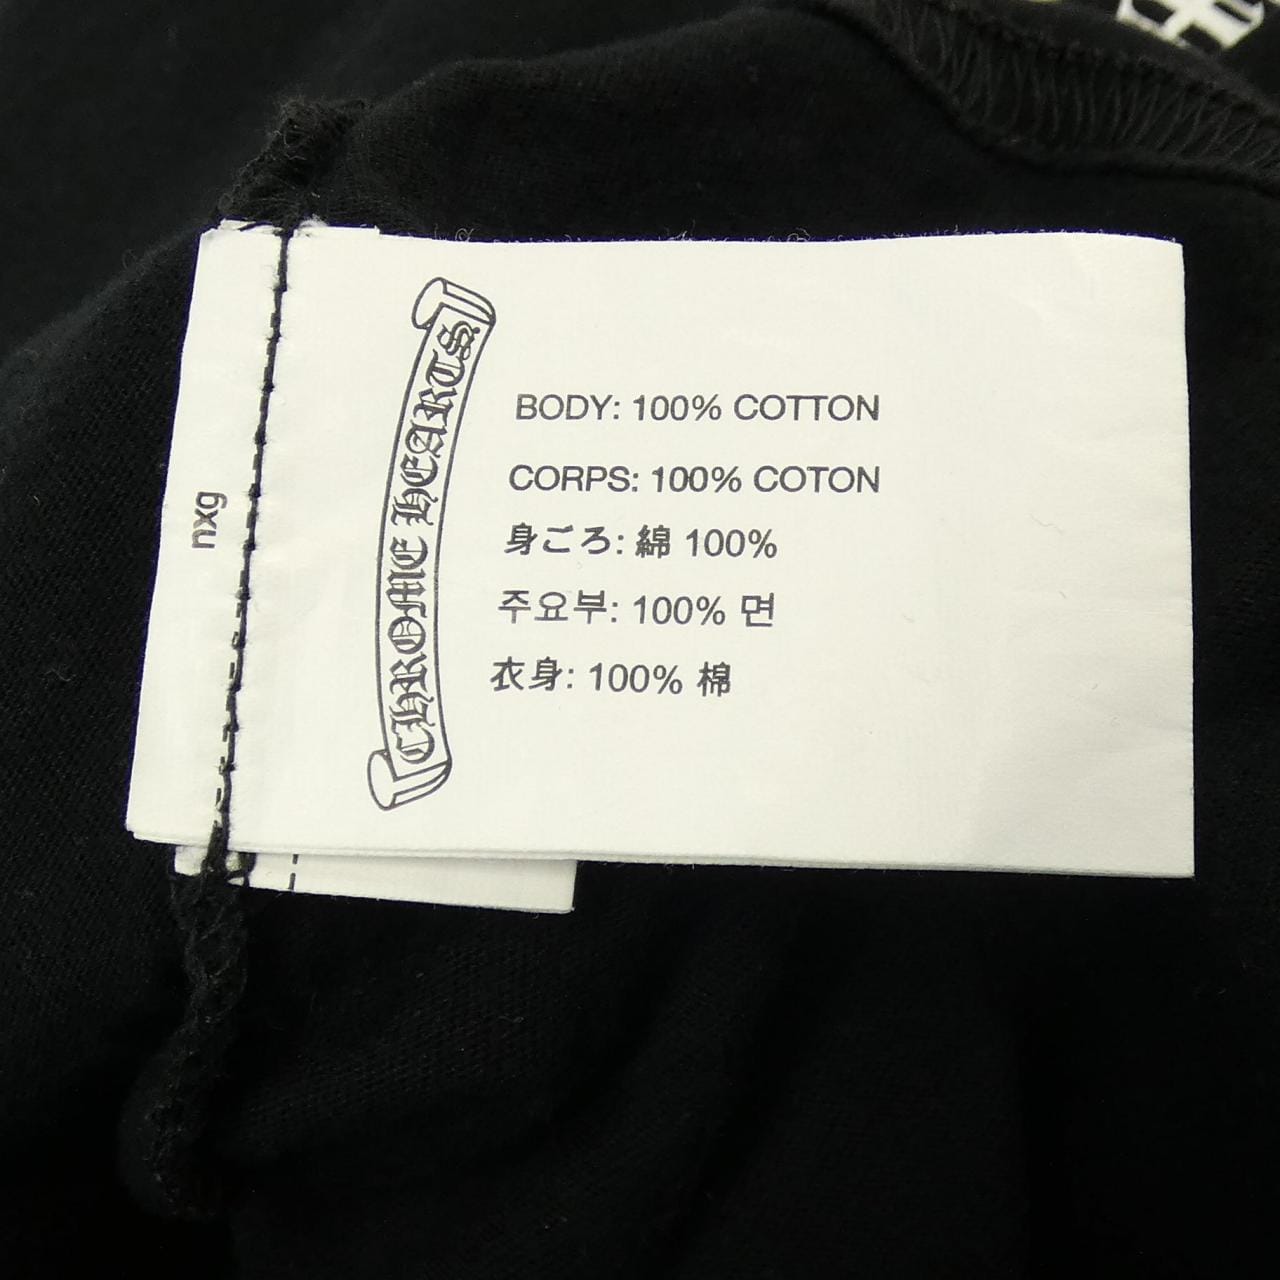 CHROME HEARTS
BODY: 100% COTTON
CORPS: 100% COTON
身ごろ: 綿 100%
주요부: 100% 면
衣身: 100% 棉
nxg